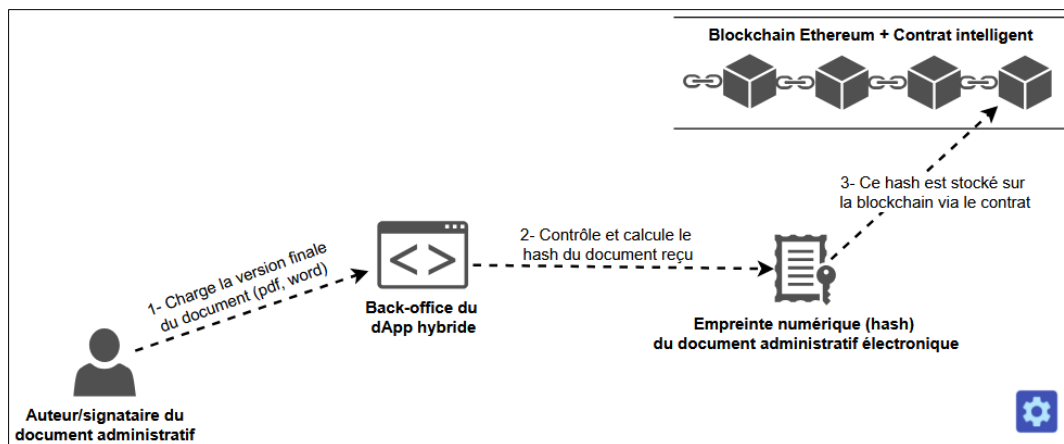 Blockchain Ethereum + Contrat intelligent
3- Ce hash est stocké sur
la blockchain via le contrat
2- Contrôle et calcule le
hash du document reçu
1- Charge la version finale
du document (pdf, word)
< >
Back-office du
dApp hybride
Empreinte numérique (hash)
du document administratif électronique
Auteur/signataire du
document administratif